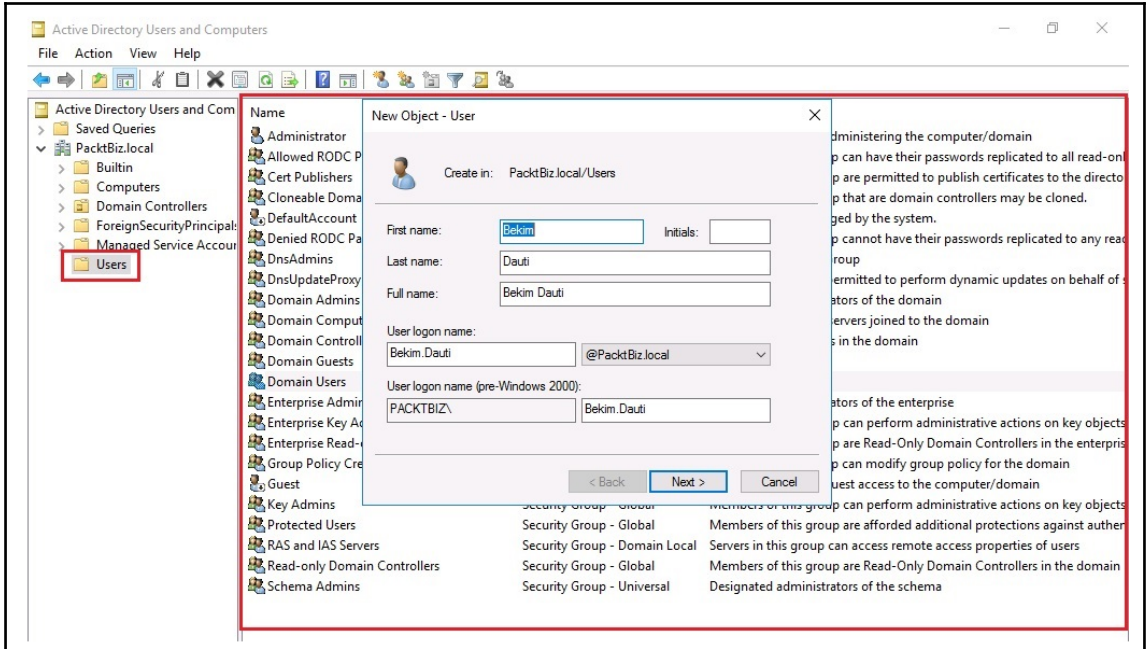 Active Directory Users and Computers
File Action View Help
Active Directory Users and Com
Saved Queries
PacktBiz.local
Builtin
Computers
Domain Controllers
ForeignSecurityPrincipal
Managed Service Accour
Users
Name
Administrator dministering the computer/domain
Allowed RODC P p can have their passwords replicated to all read-onl
Cert Publishers p are permitted to publish certificates to the directo
Cloneable Doma p that are domain controllers may be cloned.
DefaultAccount ged by the system.
Denied RODC Pa p cannot have their passwords replicated to any read
DnsAdmins roup
DnsUpdateProxy ermitted to perform dynamic updates on behalf of s
Domain Admins ators of the domain
Domain Comput ervers joined to the domain
Domain Controll s in the domain
Domain Guests
Domain Users
Enterprise Admir ators of the enterprise
Enterprise Key Ac p can perform administrative actions on key objects
Enterprise Read- p are Read-Only Domain Controllers in the enterpris
Group Policy Cre p can modify group policy for the domain
Guest uest access to the computer/domain
Key Admins Security Group - Global Members of this group can perform administrative actions on key objects
Protected Users Security Group - Global Members of this group are afforded additional protections against auther
RAS and IAS Servers Security Group - Domain Local Servers in this group can access remote access properties of users
Read-only Domain Controllers Security Group - Global Members of this group are Read-Only Domain Controllers in the domain
Schema Admins Security Group - Universal Designated administrators of the schema
New Object - User
Create in: PacktBiz.local/Users
First name: Bekim Initials:
Last name: Dauti
Full name: Bekim Dauti
User logon name:
Bekim.Dauti @PacktBiz.local
User logon name (pre-Windows 2000):
PACKTBIZ\ Bekim.Dauti
< Back Next > Cancel